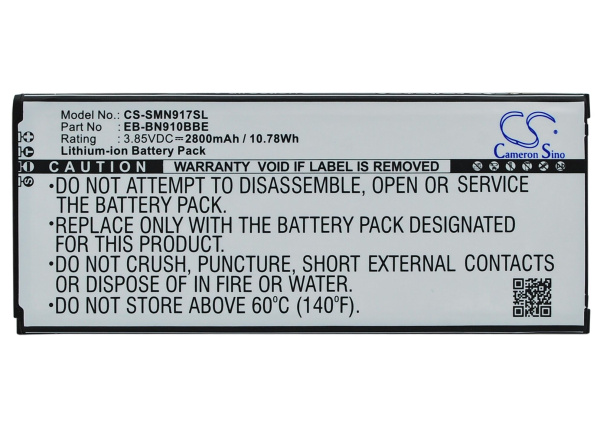 Model No : CS-SMN917SL
Part No : EB-BN910BBE
Rating : 3.85VDC⎓2800mAh / 10.78Wh
Lithium-ion Battery Pack
CS
Cameron Sino
CAUTION:
WARRANTY VOID IF LABEL IS REMOVED
•DO NOT ATTEMPT TO DISASSEMBLE, OPEN OR SERVICE
THE BATTERY PACK.
•REPLACE ONLY WITH THE BATTERY PACK DESIGNATED
FOR THIS PRODUCT.
•DO NOT CRUSH, PUNCTURE, SHORT EXTERNAL CONTACTS
OR DISPOSE OF IN FIRE OR WATER.
•DO NOT STORE ABOVE 60°C (140°F).